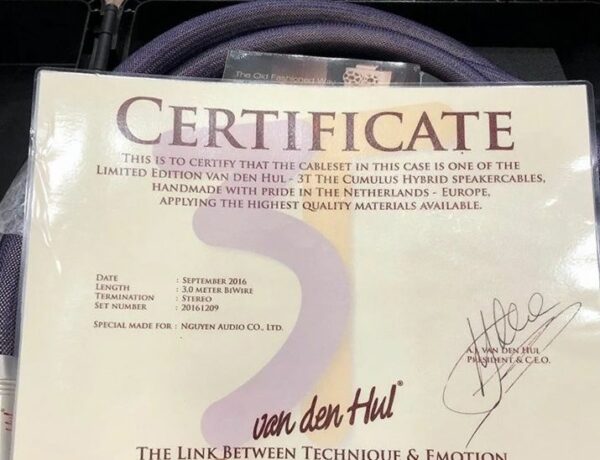 The Old Fashioned Way
CERTIFICATE
THIS IS TO CERTIFY THAT THE CABLESET IN THIS CASE IS ONE OF THE
LIMITED EDITION VAN DEN HUL - 3T THE CUMULUS HYBRID SPEAKERCABLES,
HANDMADE WITH PRIDE IN THE NETHERLANDS - EUROPE,
APPLYING THE HIGHEST QUALITY MATERIALS AVAILABLE.
DATE : SEPTEMBER 2016
LENGTH : 3.0 METER BIWIRE
TERMINATION : STEREO
SET NUMBER : 20161209
SPECIAL MADE FOR : NGUYEN AUDIO CO., LTD.
A.J. VAN DEN HUL
PRESIDENT & C.E.O.
van den Hul®
THE LINK BETWEEN TECHNIQUE & EMOTION